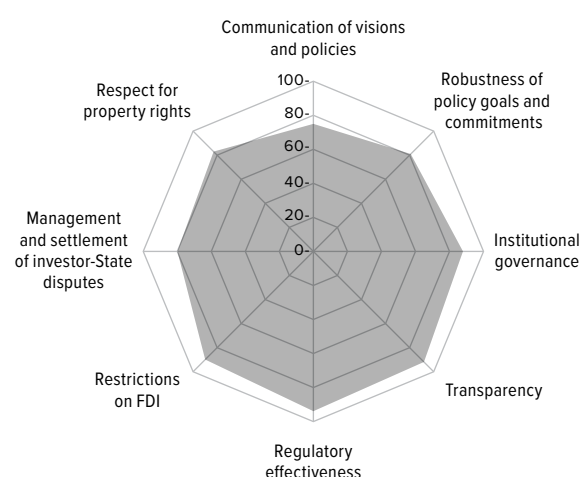 Communication of visions
and policies
Robustness of
policy goals and
commitments
Respect for
property rights
100-
80-
60-
40-
20-
0-
Management
and settlement
of investor-State
disputes
Institutional
governance
Restrictions
on FDI
Transparency
Regulatory
effectiveness